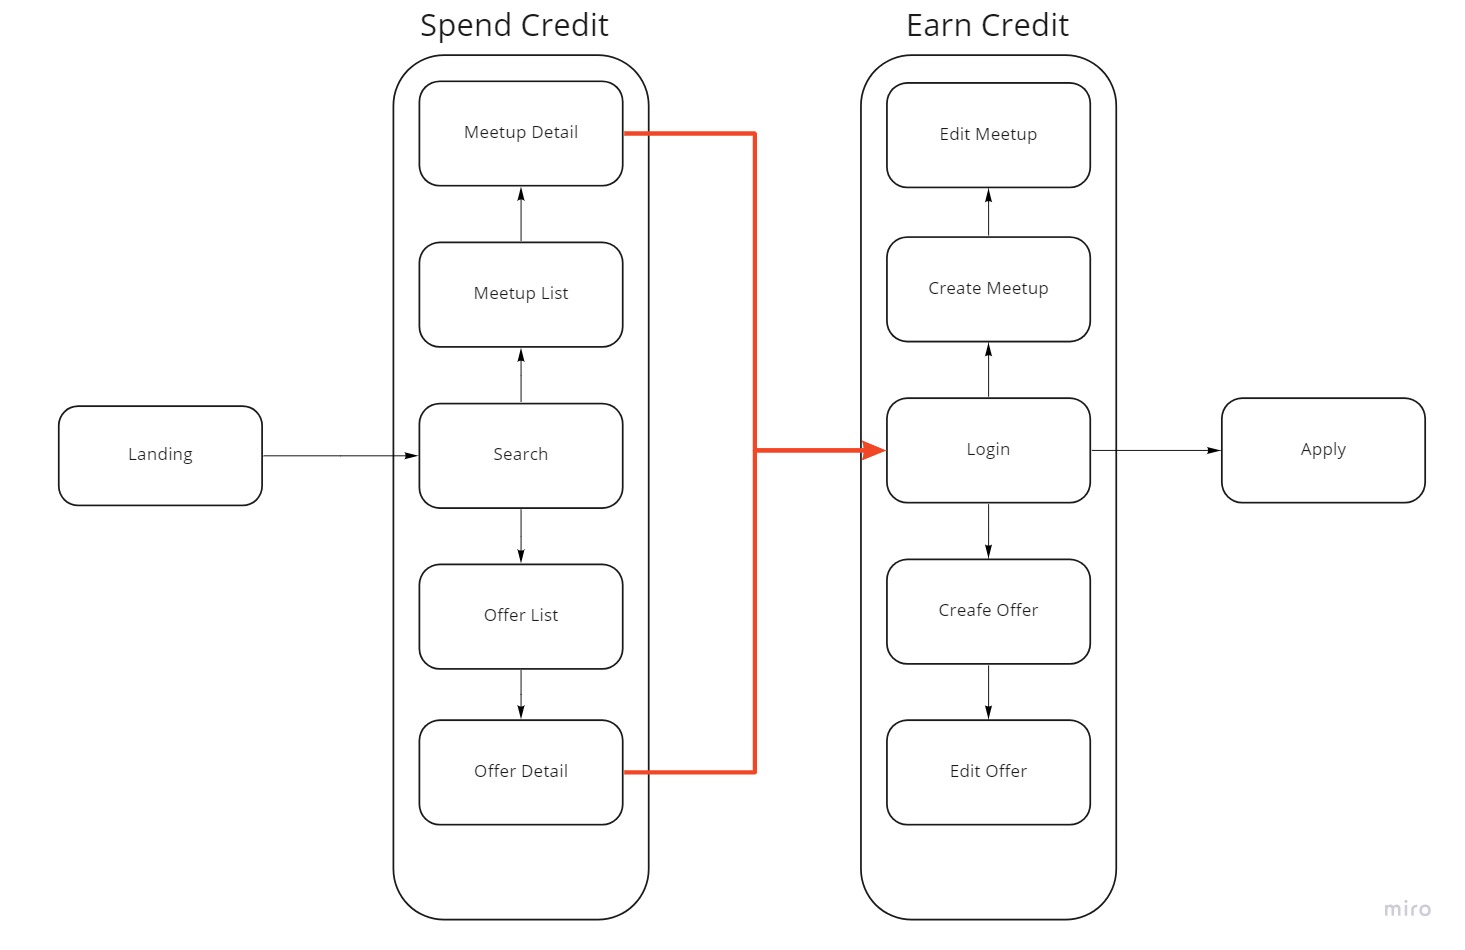 Spend Credit
Earn Credit
Meetup Detail
Edit Meetup
Meetup List
Create Meetup
Landing
Search
Login
Apply
Offer List
Creafe Offer
Offer Detail
Edit Offer
miro